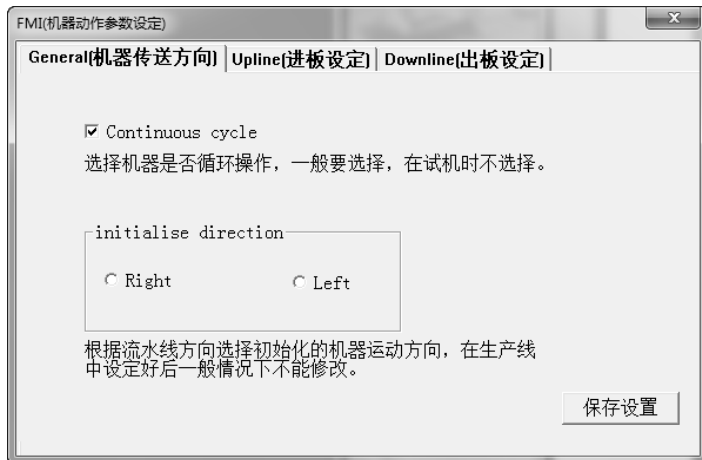 FMI(机器动作参数设定)
General(机器传送方向) Upline(进板设定) Downline(出板设定)
Continuous cycle
选择机器是否循环操作，一般要选择，在试机时不选择。
initialise direction
Right Left
根据流水线方向选择初始化的机器运动方向，在生产线
中设定好后一般情况下不能修改。
保存设置